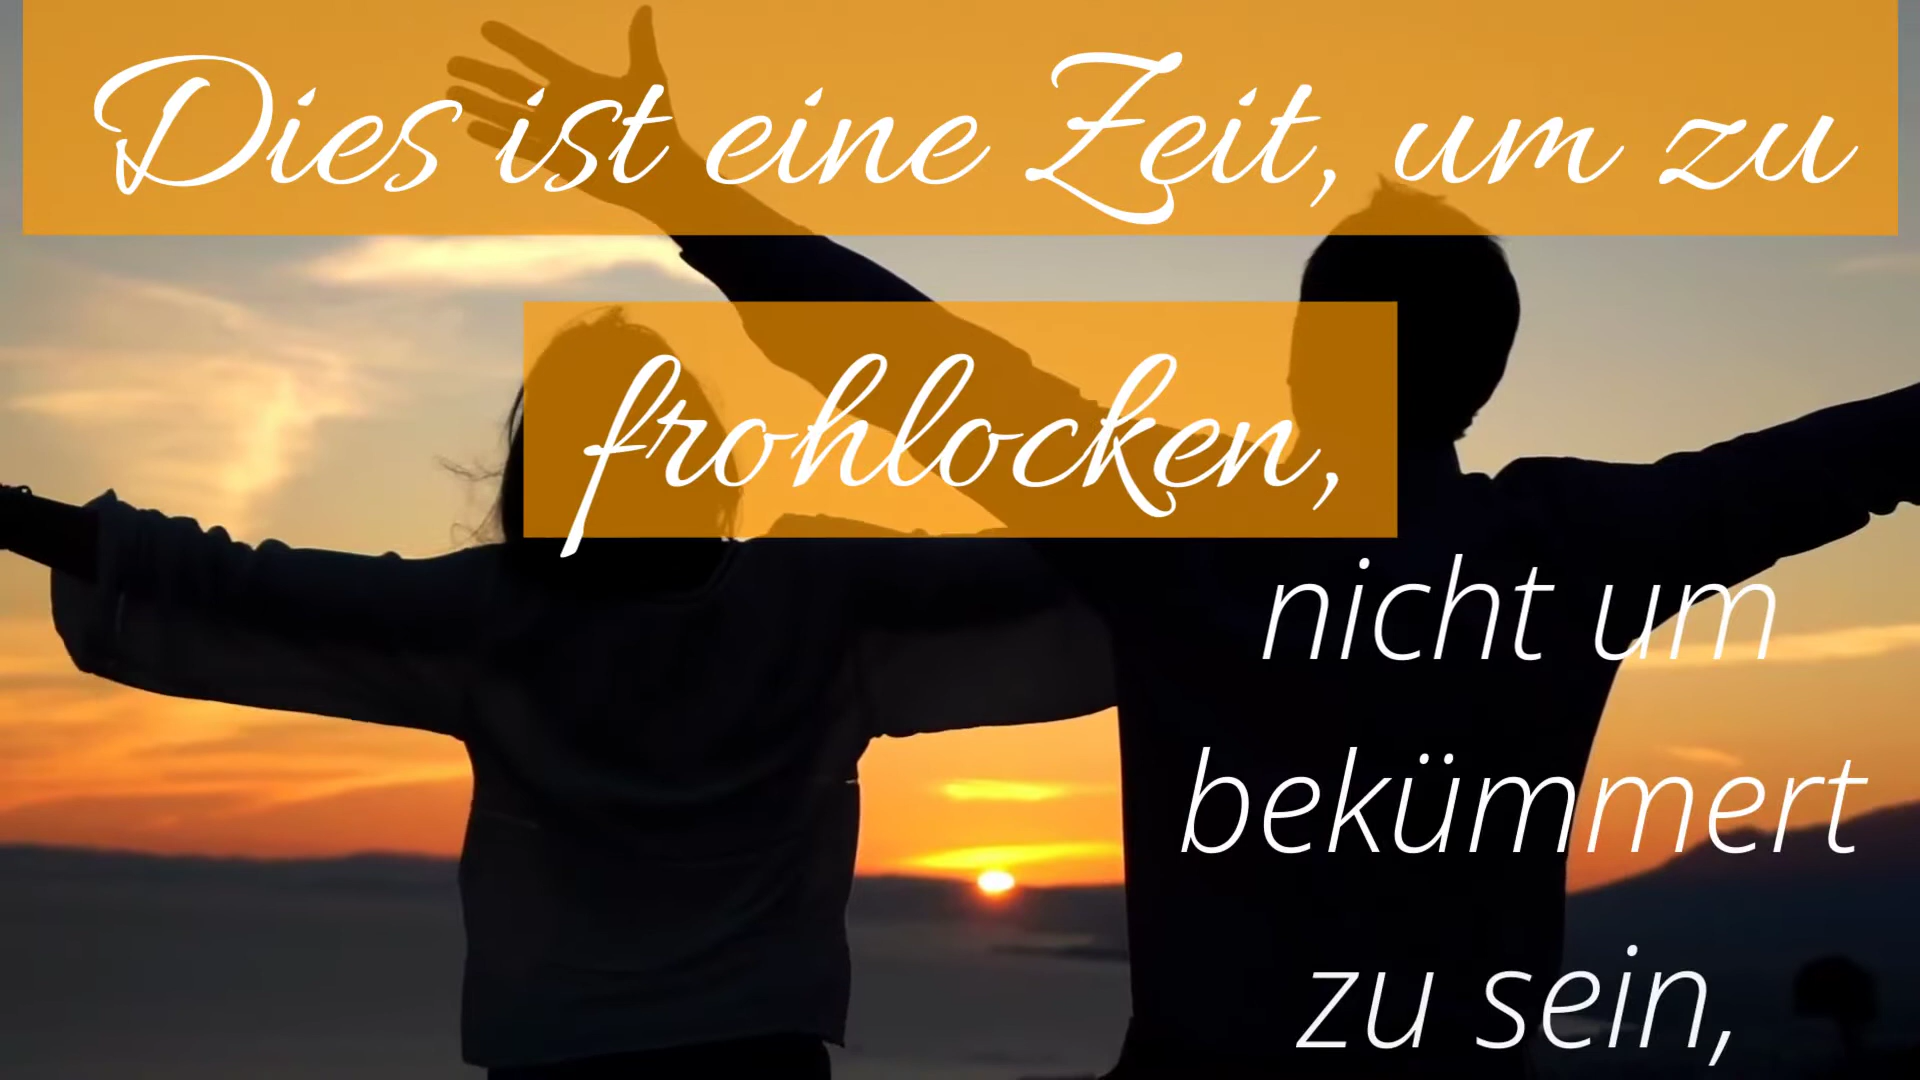 Dies ist eine Zeit, um zu
frohlocken,
nicht um
bekümmert
zu sein,